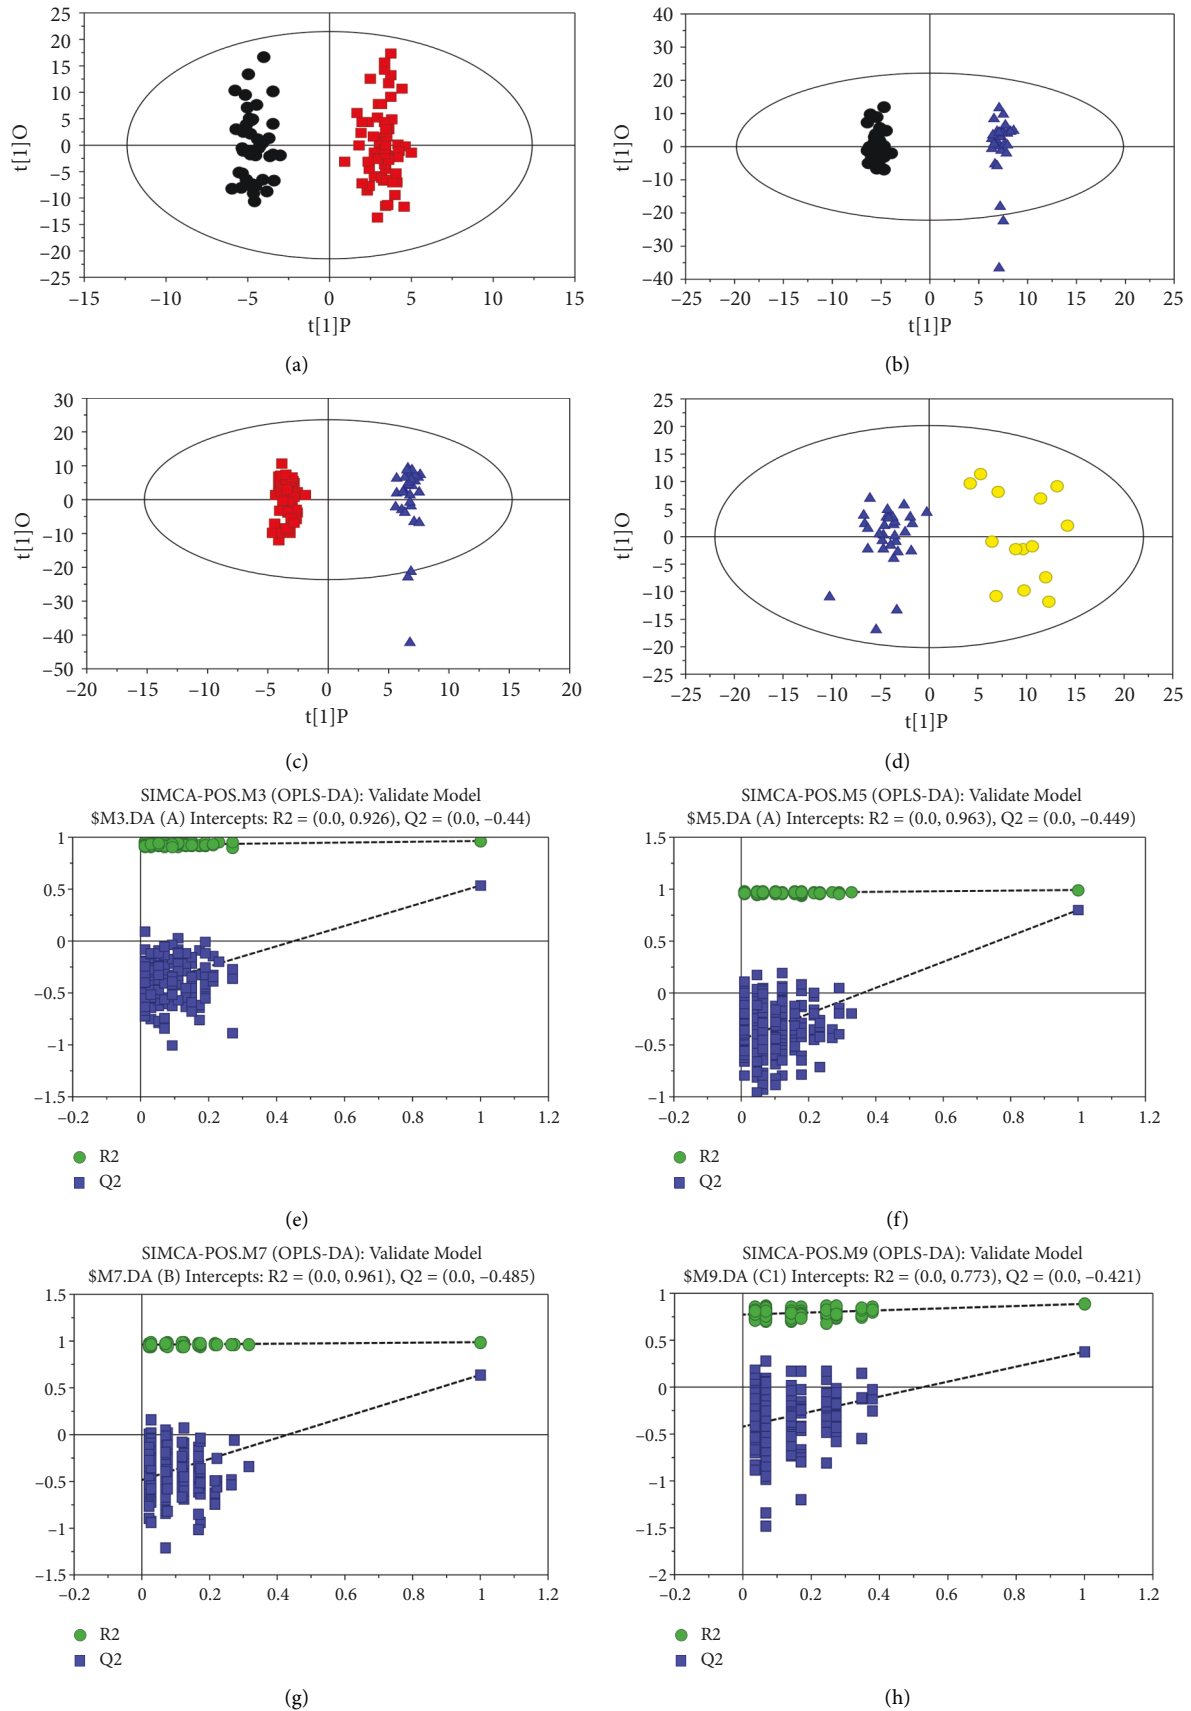 25
20
15
10
5
0
−5
−10
−15
−20
−25
t[1]O
−15 −10 −5 0 5 10 15
t[1]P
(a)
40
30
20
10
0
−10
−20
−30
−40
t[1]O
−25 −20 −15 −10 −5 0 5 10 15 20 25
t[1]P
(b)
30
20
10
0
−10
−20
−30
−40
−50
t[1]O
−20 −15 −10 −5 0 5 10 15 20
t[1]P
(c)
25
20
15
10
5
0
−5
−10
−15
−20
−25
t[1]O
−25 −20 −15 −10 −5 0 5 10 15 20 25
t[1]P
(d)
SIMCA-POS.M3 (OPLS-DA): Validate Model
$M3.DA (A) Intercepts: R2 = (0.0, 0.926), Q2 = (0.0, −0.44)
1
0.5
0
−0.5
−1
−1.5
−0.2 0 0.2 0.4 0.6 0.8 1 1.2
R2
Q2
(e)
SIMCA-POS.M5 (OPLS-DA): Validate Model
$M5.DA (A) Intercepts: R2 = (0.0, 0.963), Q2 = (0.0, −0.449)
1.5
1
0.5
0
−0.5
−1
−0.2 0 0.2 0.4 0.6 0.8 1 1.2
R2
Q2
(f)
SIMCA-POS.M7 (OPLS-DA): Validate Model
$M7.DA (B) Intercepts: R2 = (0.0, 0.961), Q2 = (0.0, −0.485)
1.5
1
0.5
0
−0.5
−1
−1.5
−0.2 0 0.2 0.4 0.6 0.8 1 1.2
R2
Q2
(g)
SIMCA-POS.M9 (OPLS-DA): Validate Model
$M9.DA (C1) Intercepts: R2 = (0.0, 0.773), Q2 = (0.0, −0.421)
1
0.5
0
−0.5
−1
−1.5
−2
−0.2 0 0.2 0.4 0.6 0.8 1 1.2
R2
Q2
(h)